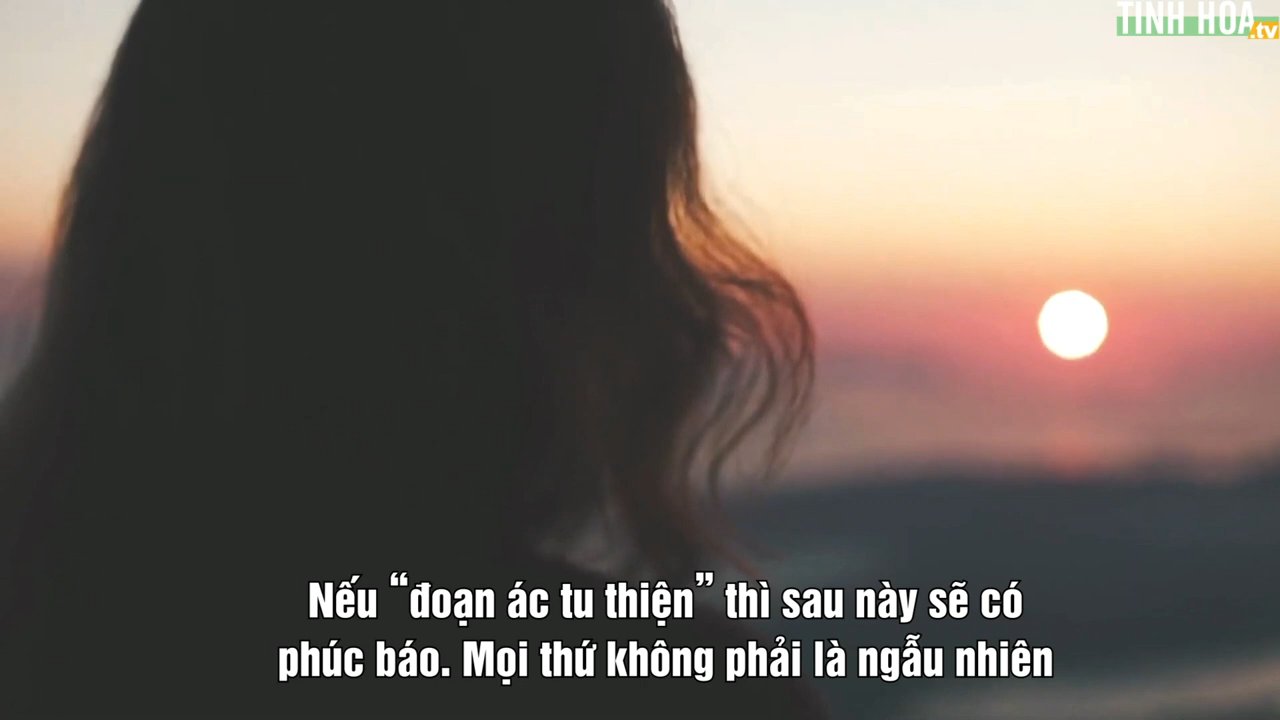 TINH HOA
.tv
Nếu “đoạn ác tu thiện” thì sau này sẽ có
phúc báo. Mọi thứ không phải là ngẫu nhiên